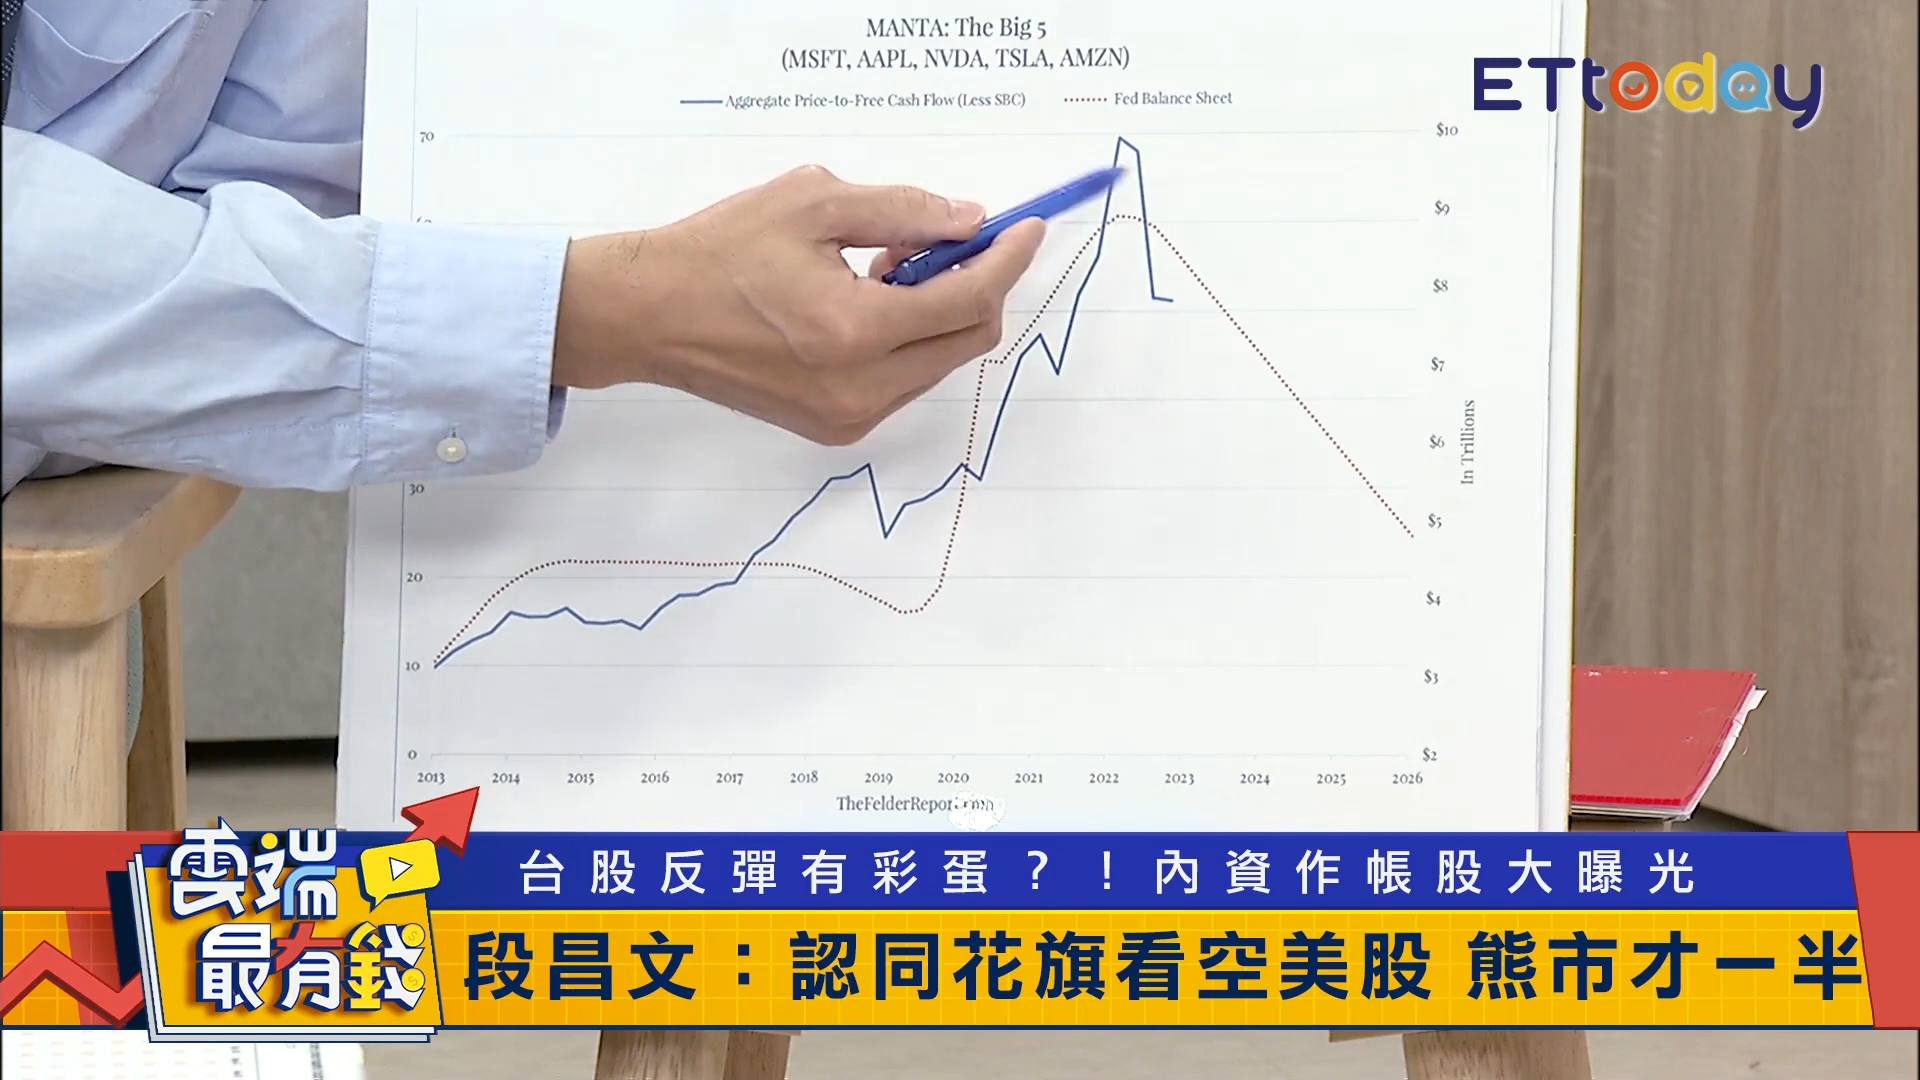 MANTA: The Big 5
(MSFT, AAPL, NVDA, TSLA, AMZN)
Aggregate Price-to-Free Cash Flow (Less SBC)
Fed Balance Sheet
ETtoday
70
30
20
10
0
$10
$9
$8
$7
$6
$5
$4
$3
$2
In Trillions
2013 2014 2015 2016 2017 2018 2019 2020 2021 2022 2023 2024 2025 2026
雲端
最有錢
台股反彈有彩蛋？！內資作帳股大曝光
段昌文：認同花旗看空美股 熊市才一半